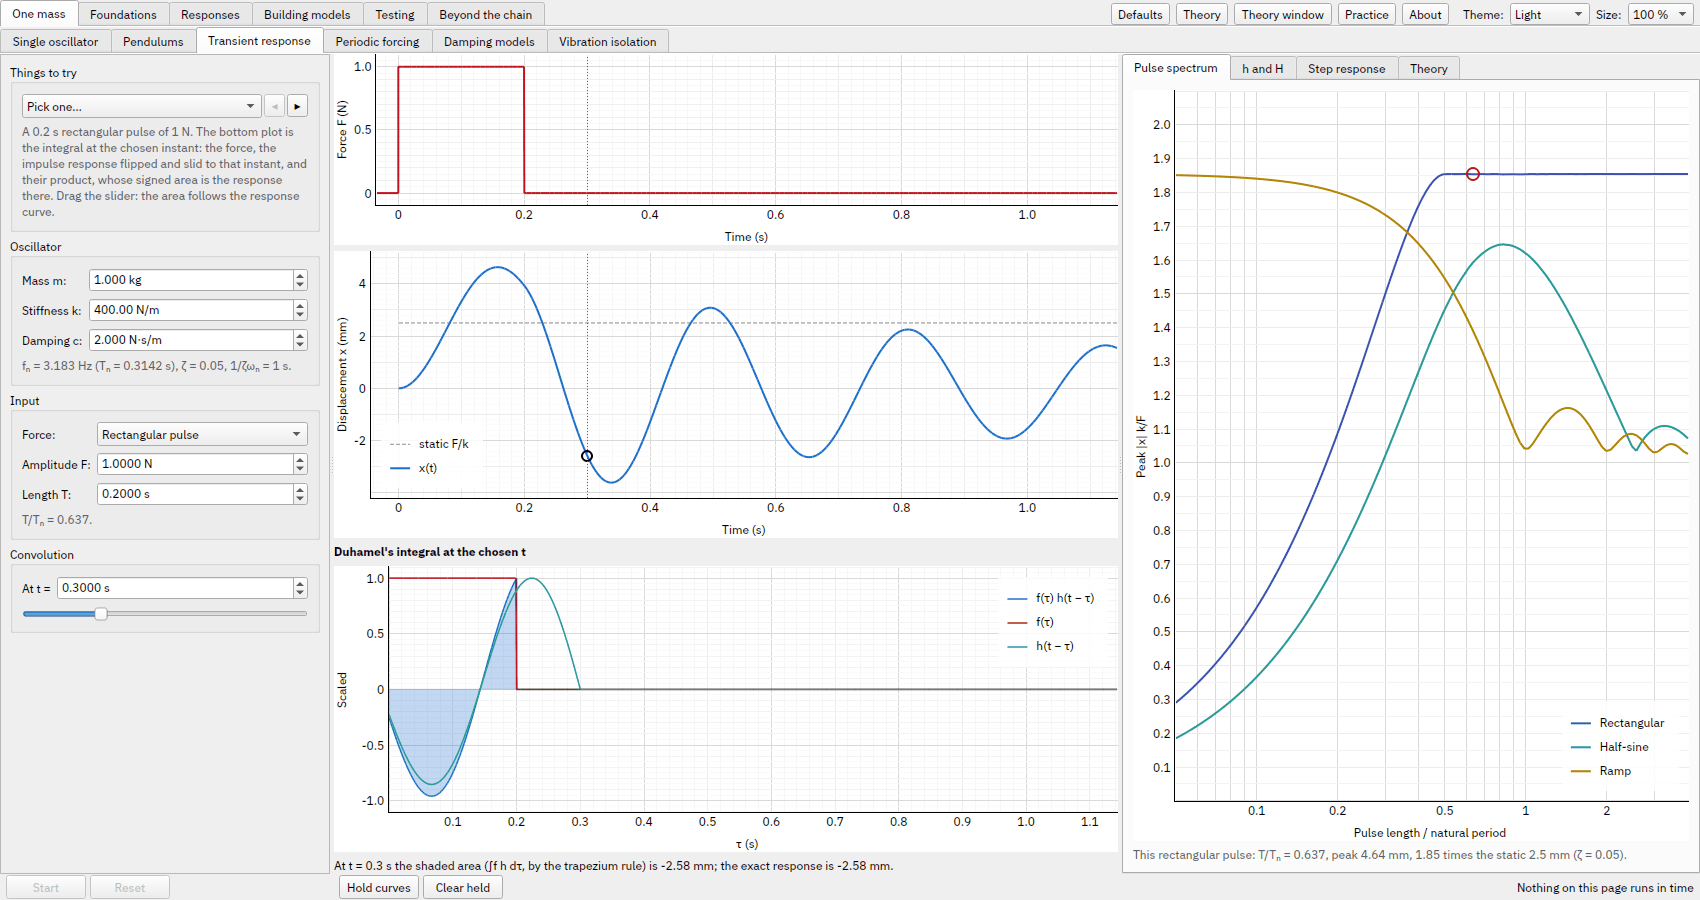 One mass
Foundations
Responses
Building models
Testing
Beyond the chain
Defaults
Theory
Theory window
Practice
About
Theme:
Light
Size:
100 %
Single oscillator
Pendulums
Transient response
Periodic forcing
Damping models
Vibration isolation
Things to try
Pick one...
A 0.2 s rectangular pulse of 1 N. The bottom plot is
the integral at the chosen instant: the force, the
impulse response flipped and slid to that instant, and
their product, whose signed area is the response
there. Drag the slider: the area follows the response
curve.
Oscillator
Mass m:
1.000 kg
Stiffness k:
400.00 N/m
Damping c:
2.000 N·s/m
fₙ = 3.183 Hz (Tₙ = 0.3142 s), ζ = 0.05, 1/ζωₙ = 1 s.
Input
Force:
Rectangular pulse
Amplitude F:
1.0000 N
Length T:
0.2000 s
T/Tₙ = 0.637.
Convolution
At t =
0.3000 s
Start
Reset
Force F (N)
1.0
0.5
0
0
0.2
0.4
0.6
0.8
1.0
Time (s)
Displacement x (mm)
4
2
0
-2
static F/k
x(t)
0
0.2
0.4
0.6
0.8
1.0
Time (s)
Duhamel's integral at the chosen t
Scaled
1.0
0.5
0
-0.5
-1.0
f(τ) h(t − τ)
f(τ)
h(t − τ)
0.1
0.2
0.3
0.4
0.5
0.6
0.7
0.8
0.9
1.0
1.1
τ (s)
At t = 0.3 s the shaded area (∫f h dτ, by the trapezium rule) is -2.58 mm; the exact response is -2.58 mm.
Hold curves
Clear held
Pulse spectrum
h and H
Step response
Theory
Peak |x| k/F
2.0
1.9
1.8
1.7
1.6
1.5
1.4
1.3
1.2
1.1
1.0
0.9
0.8
0.7
0.6
0.5
0.4
0.3
0.2
0.1
Rectangular
Half-sine
Ramp
0.1
0.2
0.5
1
2
Pulse length / natural period
This rectangular pulse: T/Tₙ = 0.637, peak 4.64 mm, 1.85 times the static 2.5 mm (ζ = 0.05).
Nothing on this page runs in time